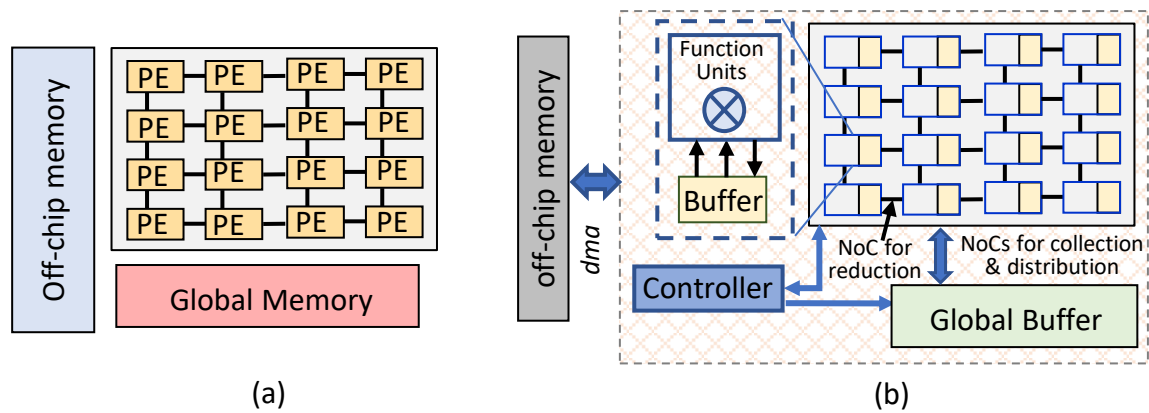 Off-chip memory
PE PE PE PE
PE PE PE PE
PE PE PE PE
PE PE PE PE
Global Memory
(a)
off-chip memory
dma
Function
Units
Buffer
NoC for
reduction
NoCs for collection
& distribution
Controller
Global Buffer
(b)